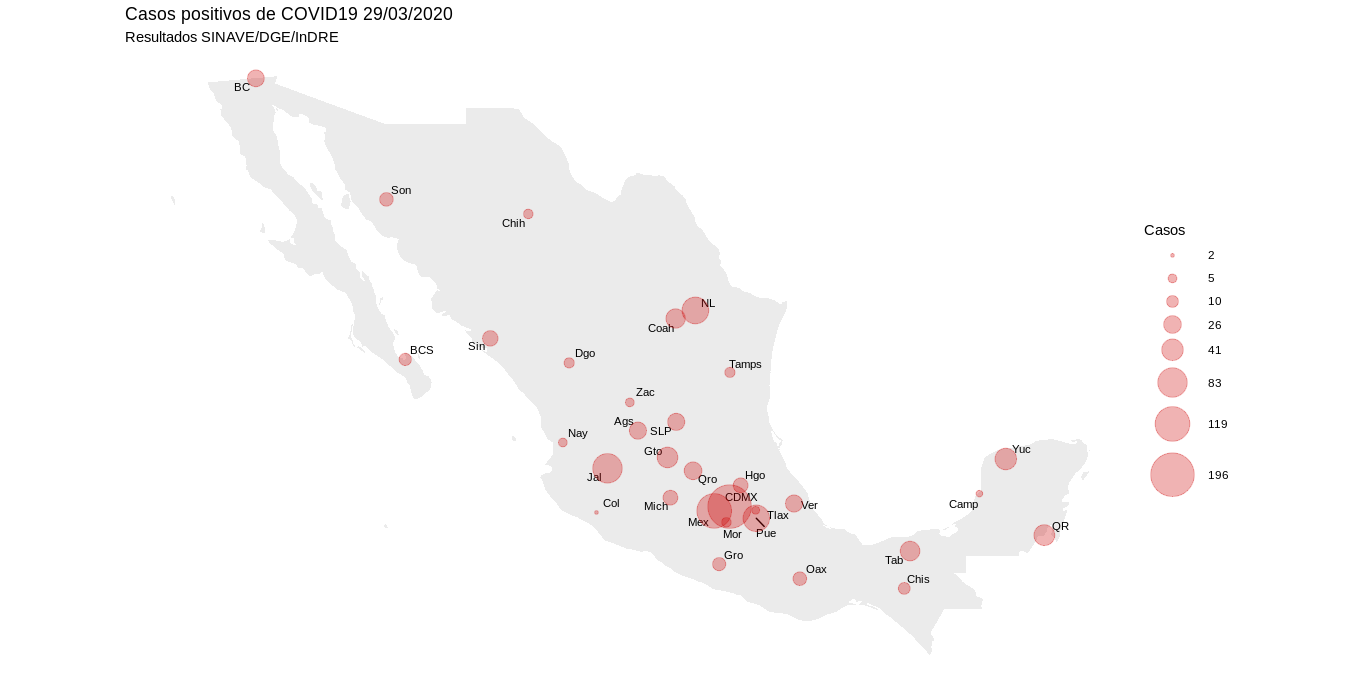 Casos positivos de COVID19 29/03/2020
Resultados SINAVE/DGE/InDRE
BC
Son
Chih
NL
Coah
BCS
Sin
Dgo
Tamps
Zac
Ags
SLP
Nay
Gto
Jal
Qro
Hgo
Mich
CDMX
Col
Mex
Tlax
Ver
Mor
Pue
Gro
Oax
Yuc
Camp
QR
Tab
Chis
Casos
2
5
10
26
41
83
119
196